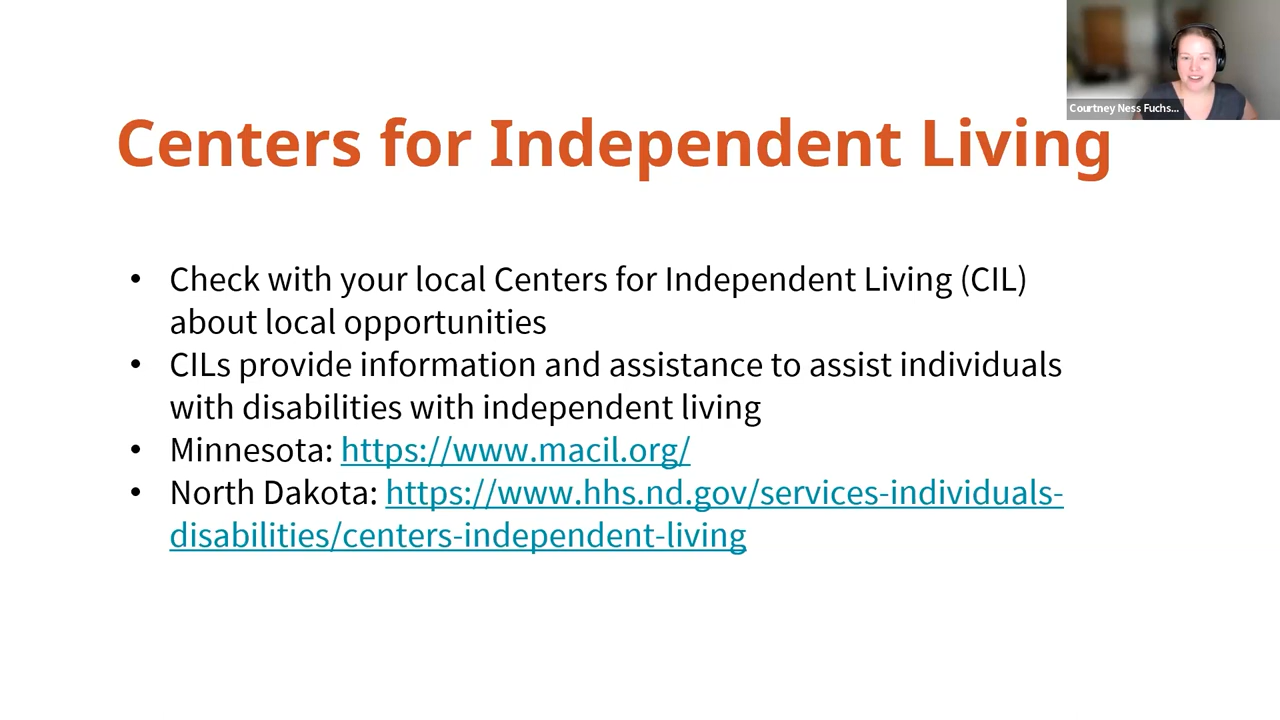 Courtney Ness Fuchs...
Centers for Independent Living
• Check with your local Centers for Independent Living (CIL)
about local opportunities
• CILs provide information and assistance to assist individuals
with disabilities with independent living
• Minnesota: https://www.macil.org/
• North Dakota: https://www.hhs.nd.gov/services-individuals-
disabilities/centers-independent-living